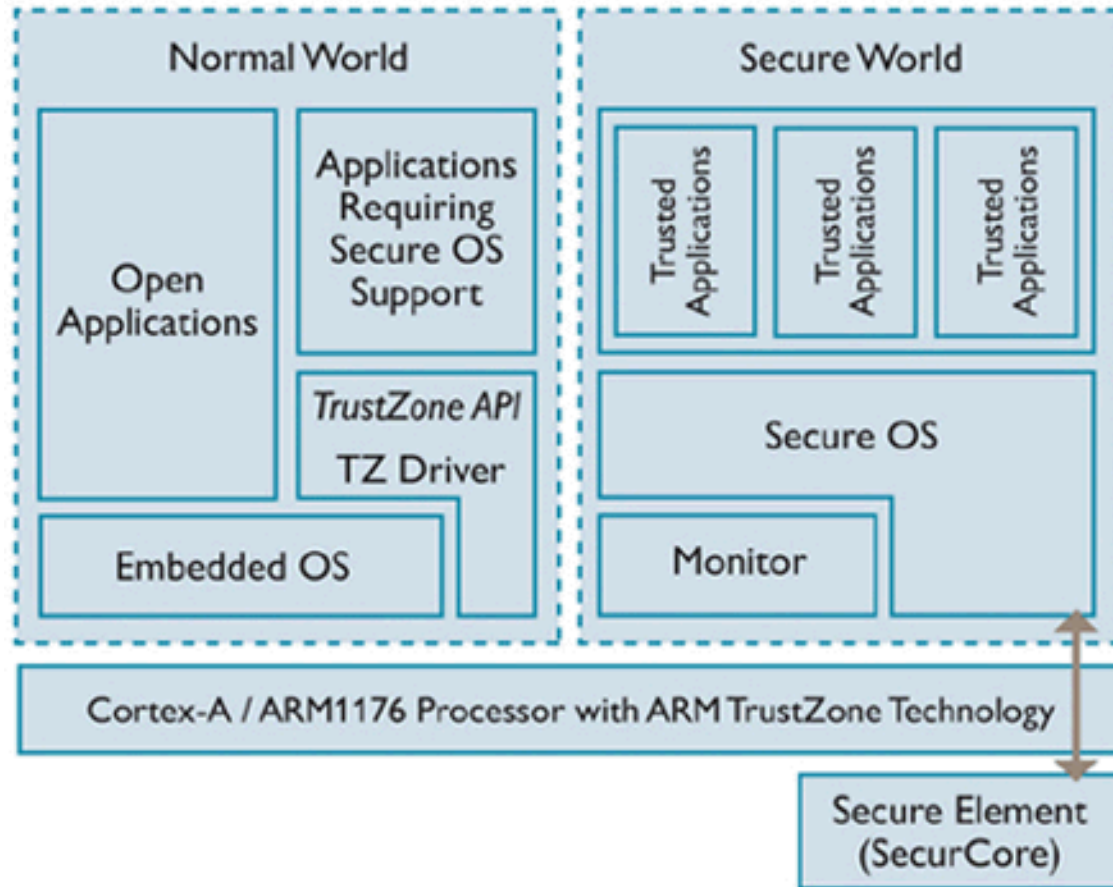 Normal World
Open
Applications
Applications
Requiring
Secure OS
Support
TrustZone API
TZ Driver
Embedded OS
Secure World
Trusted
Applications
Trusted
Applications
Trusted
Applications
Secure OS
Monitor
Cortex-A / ARM1176 Processor with ARM TrustZone Technology
Secure Element
(SecurCore)